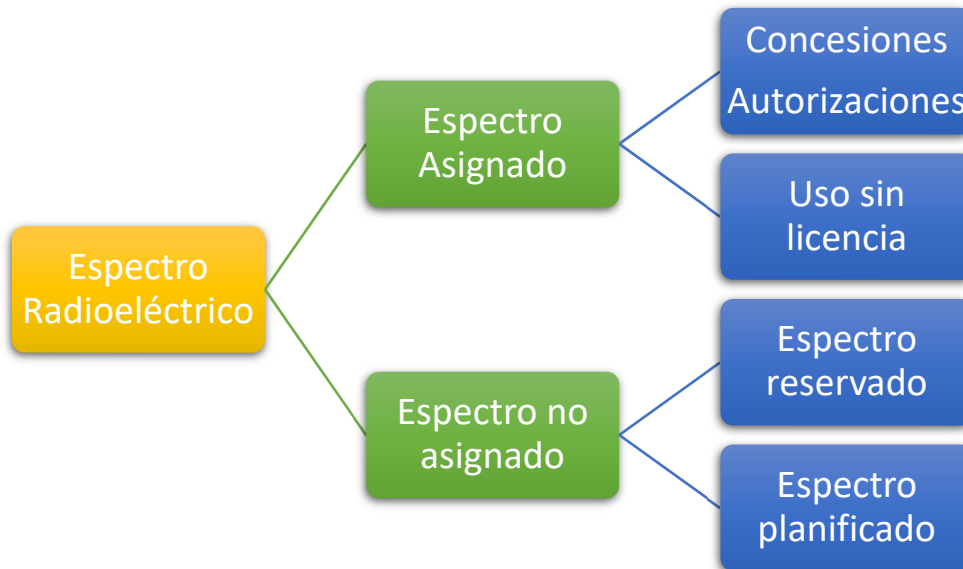 Espectro
Radioeléctrico
Espectro
Asignado
Concesiones
Autorizaciones
Uso sin
licencia
Espectro no
asignado
Espectro
reservado
Espectro
planificado